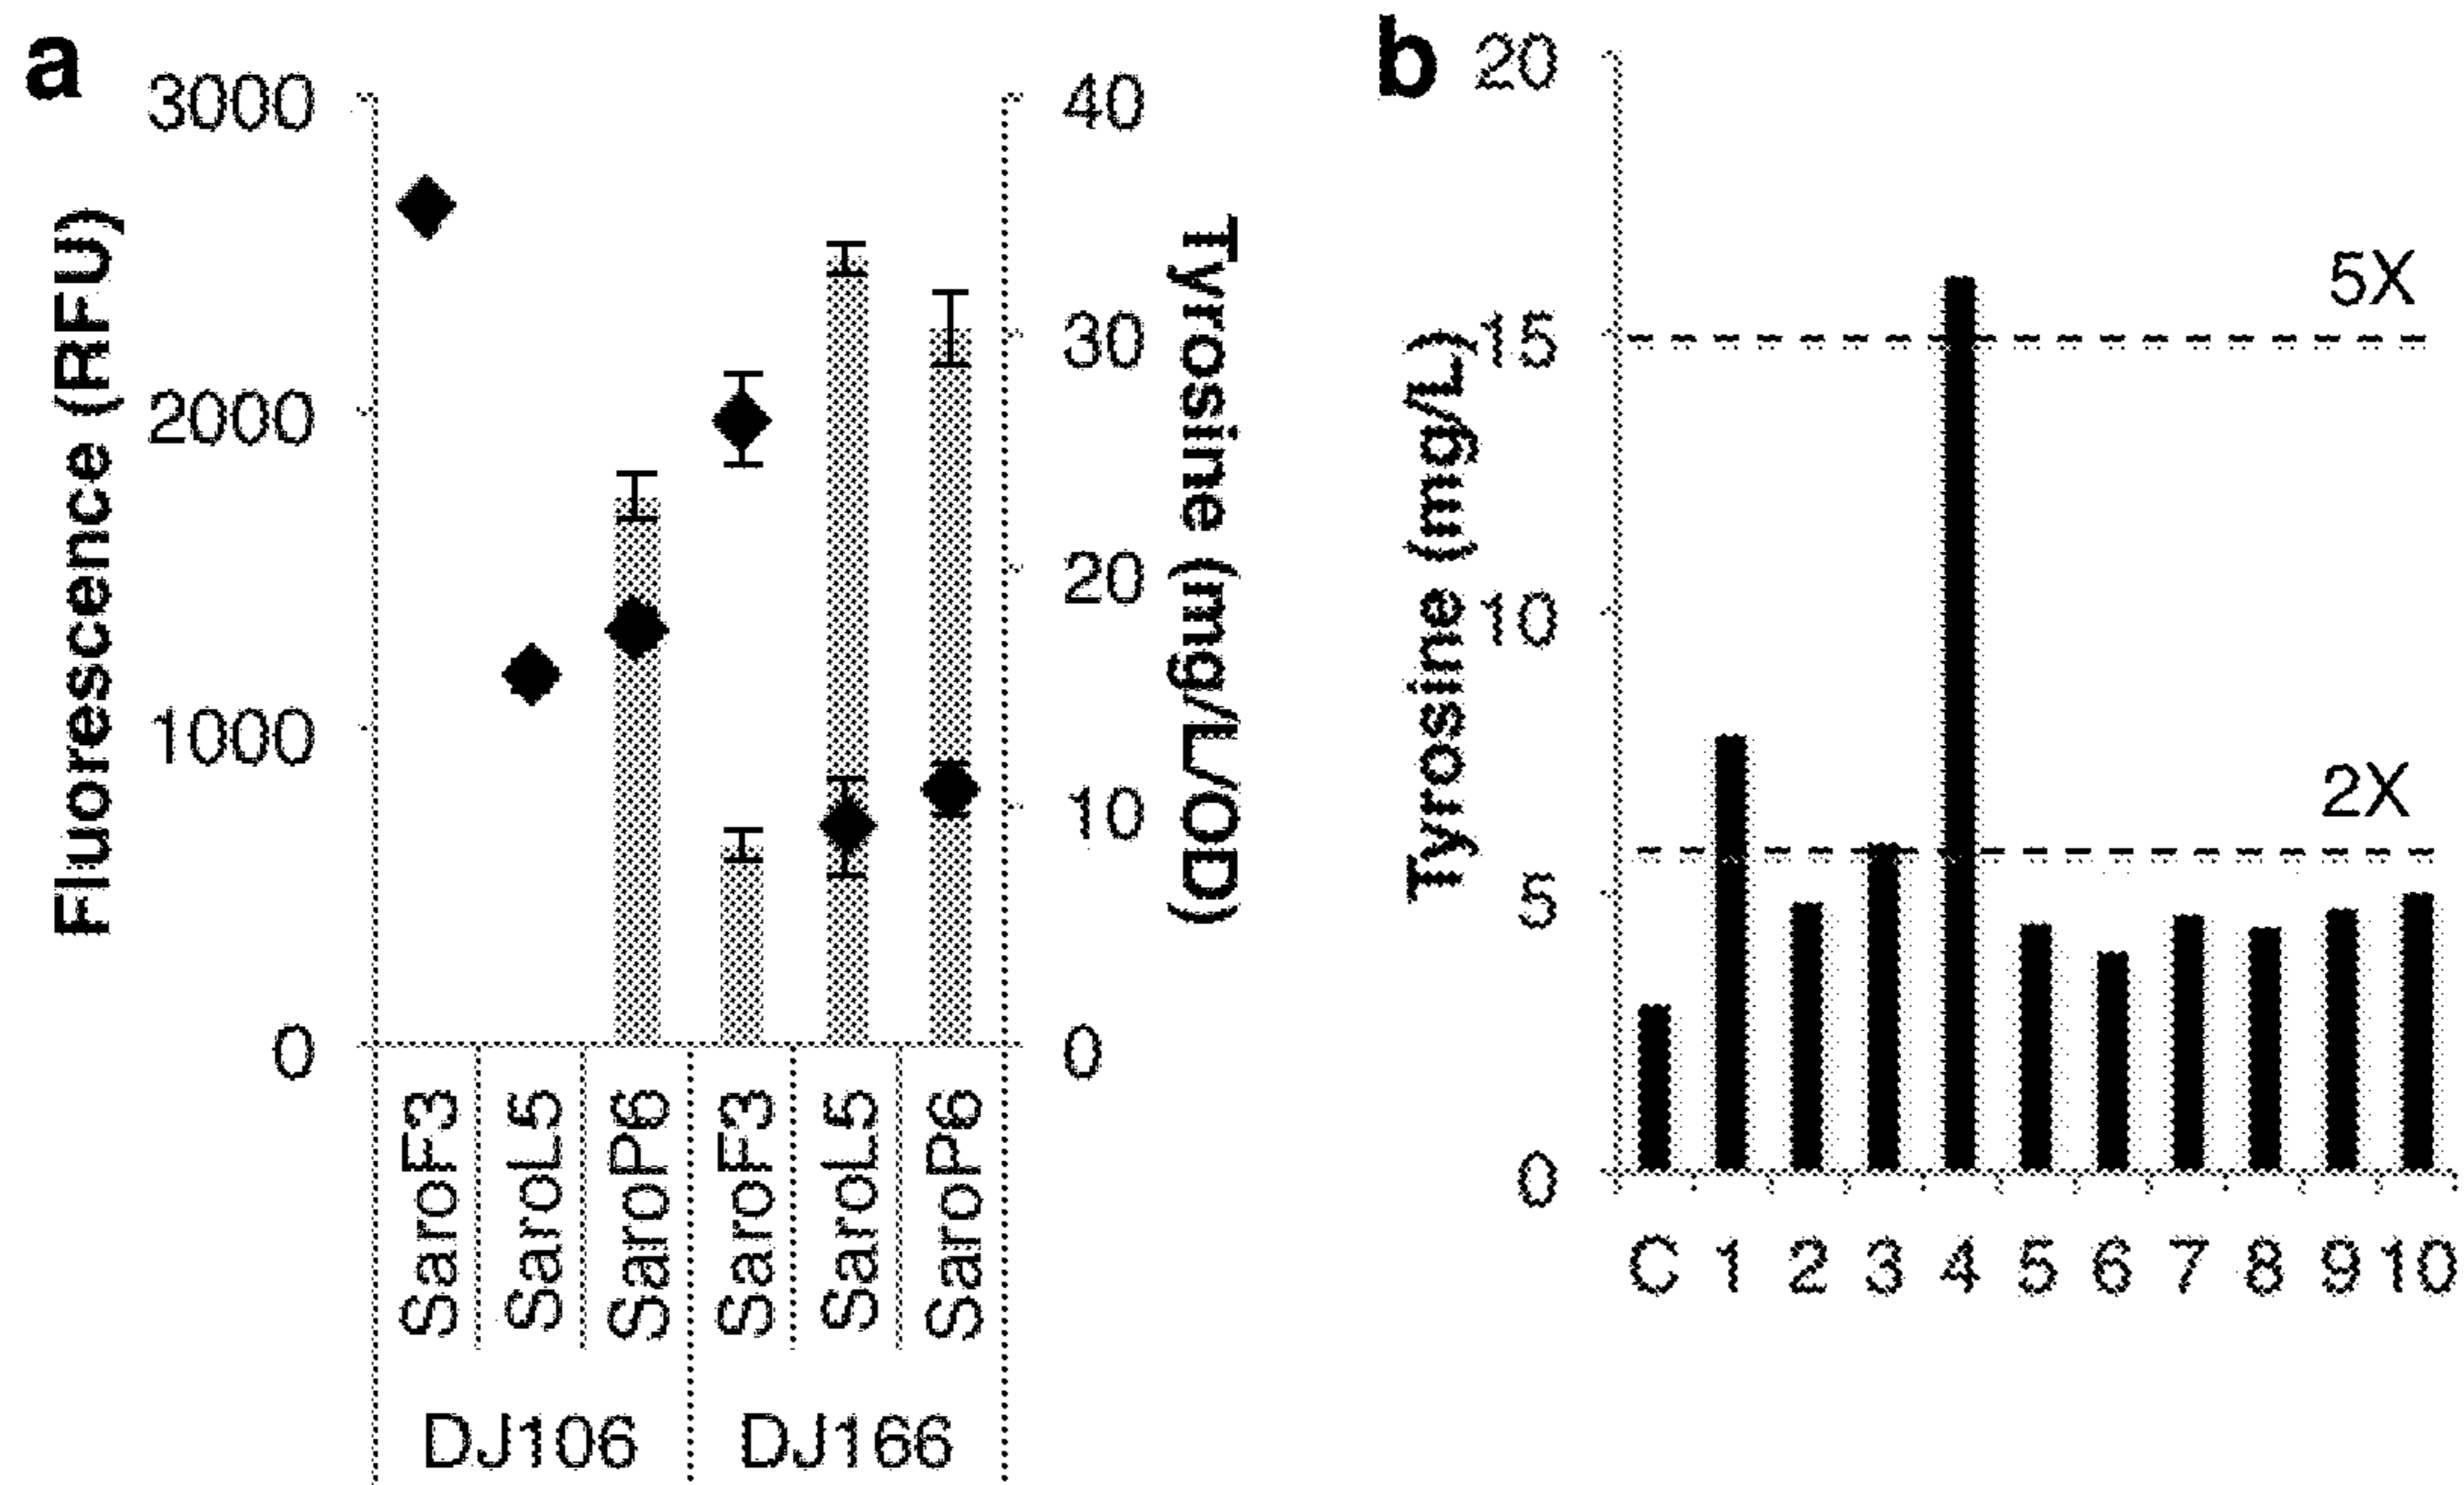 a
Fluorescence (RFU)
3000
2000
1000
0
40
30
20
10
0
Tyrosine (mg/L/OD)
SaroF3
SaroL5
SaroP6
SaroF3
SaroL5
SaroP6
DJ106
DJ166
b
Tyrosine (mg/L)
20
15
10
5
0
5X
2X
C 1 2 3 4 5 6 7 8 9 10